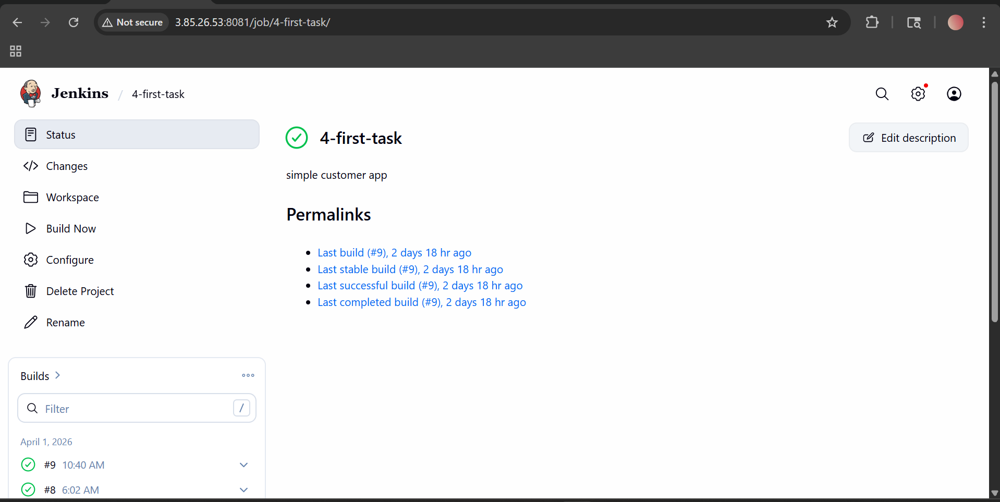 Not secure 3.85.26.53:8081/job/4-first-task/
Jenkins / 4-first-task
Status
Changes
Workspace
Build Now
Configure
Delete Project
Rename
Builds
Filter /
April 1, 2026
#9 10:40 AM
#8 6:02 AM
4-first-task
Edit description
simple customer app
Permalinks
Last build (#9), 2 days 18 hr ago
Last stable build (#9), 2 days 18 hr ago
Last successful build (#9), 2 days 18 hr ago
Last completed build (#9), 2 days 18 hr ago